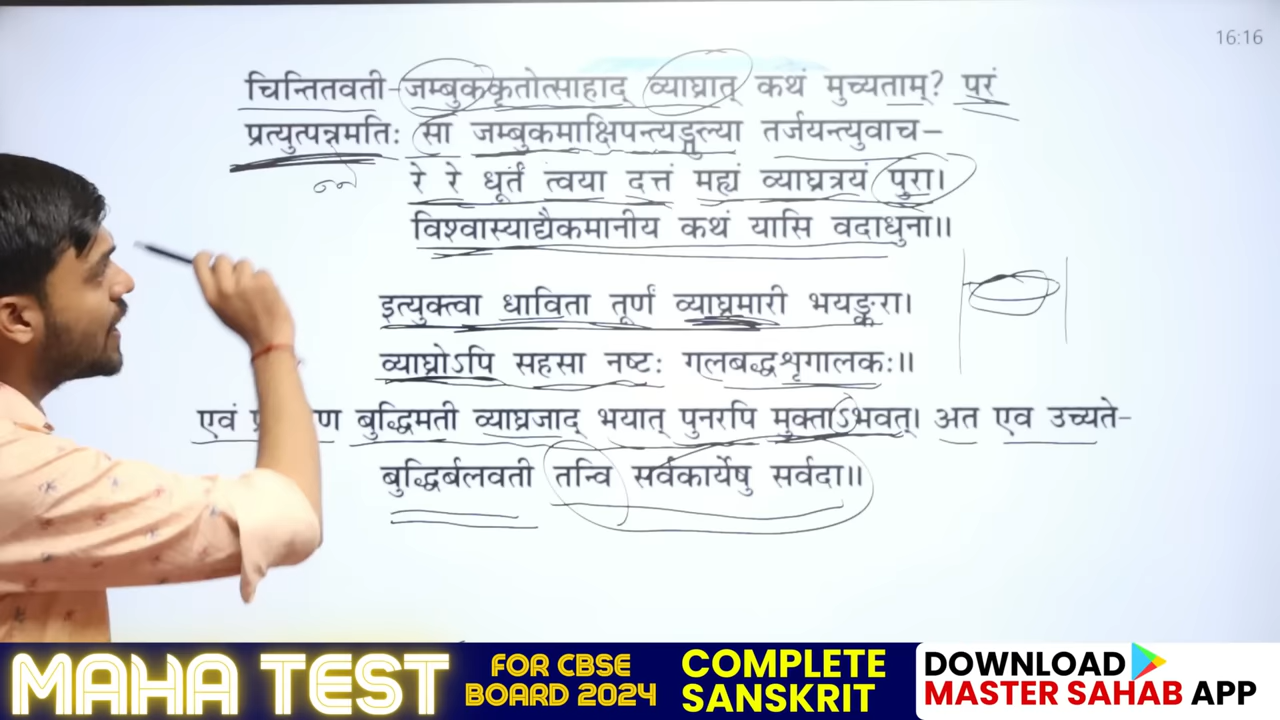 16:16
चिन्तितवती-जम्बुककृतोत्साहाद् व्याघ्रात् कथं मुच्यताम्? परं
प्रत्युत्पन्नमतिः सा जम्बुकमाक्षिपन्त्यङ्गुल्या तर्जयन्त्युवाच–
रे रे धूर्त त्वया दत्तं मह्यं व्याघ्रत्रयं पुरा।
विश्वास्याद्यैकमानीय कथं यासि वदाधुना।।
इत्युक्त्वा धाविता तूर्णं व्याघ्रमारी भयङ्करा।
व्याघ्रोऽपि सहसा नष्टः गलबद्धशृगालकः।।
एवं बुद्धिमती व्याघ्रजाद् भयात् पुनरपि मुक्ताऽभवत्। अत एव उच्यते–
बुद्धिर्बलवती तन्वि सर्वकार्येषु सर्वदा।।
MAHA TEST
FOR CBSE
BOARD 2024
COMPLETE
SANSKRIT
DOWNLOAD
MASTER SAHAB APP